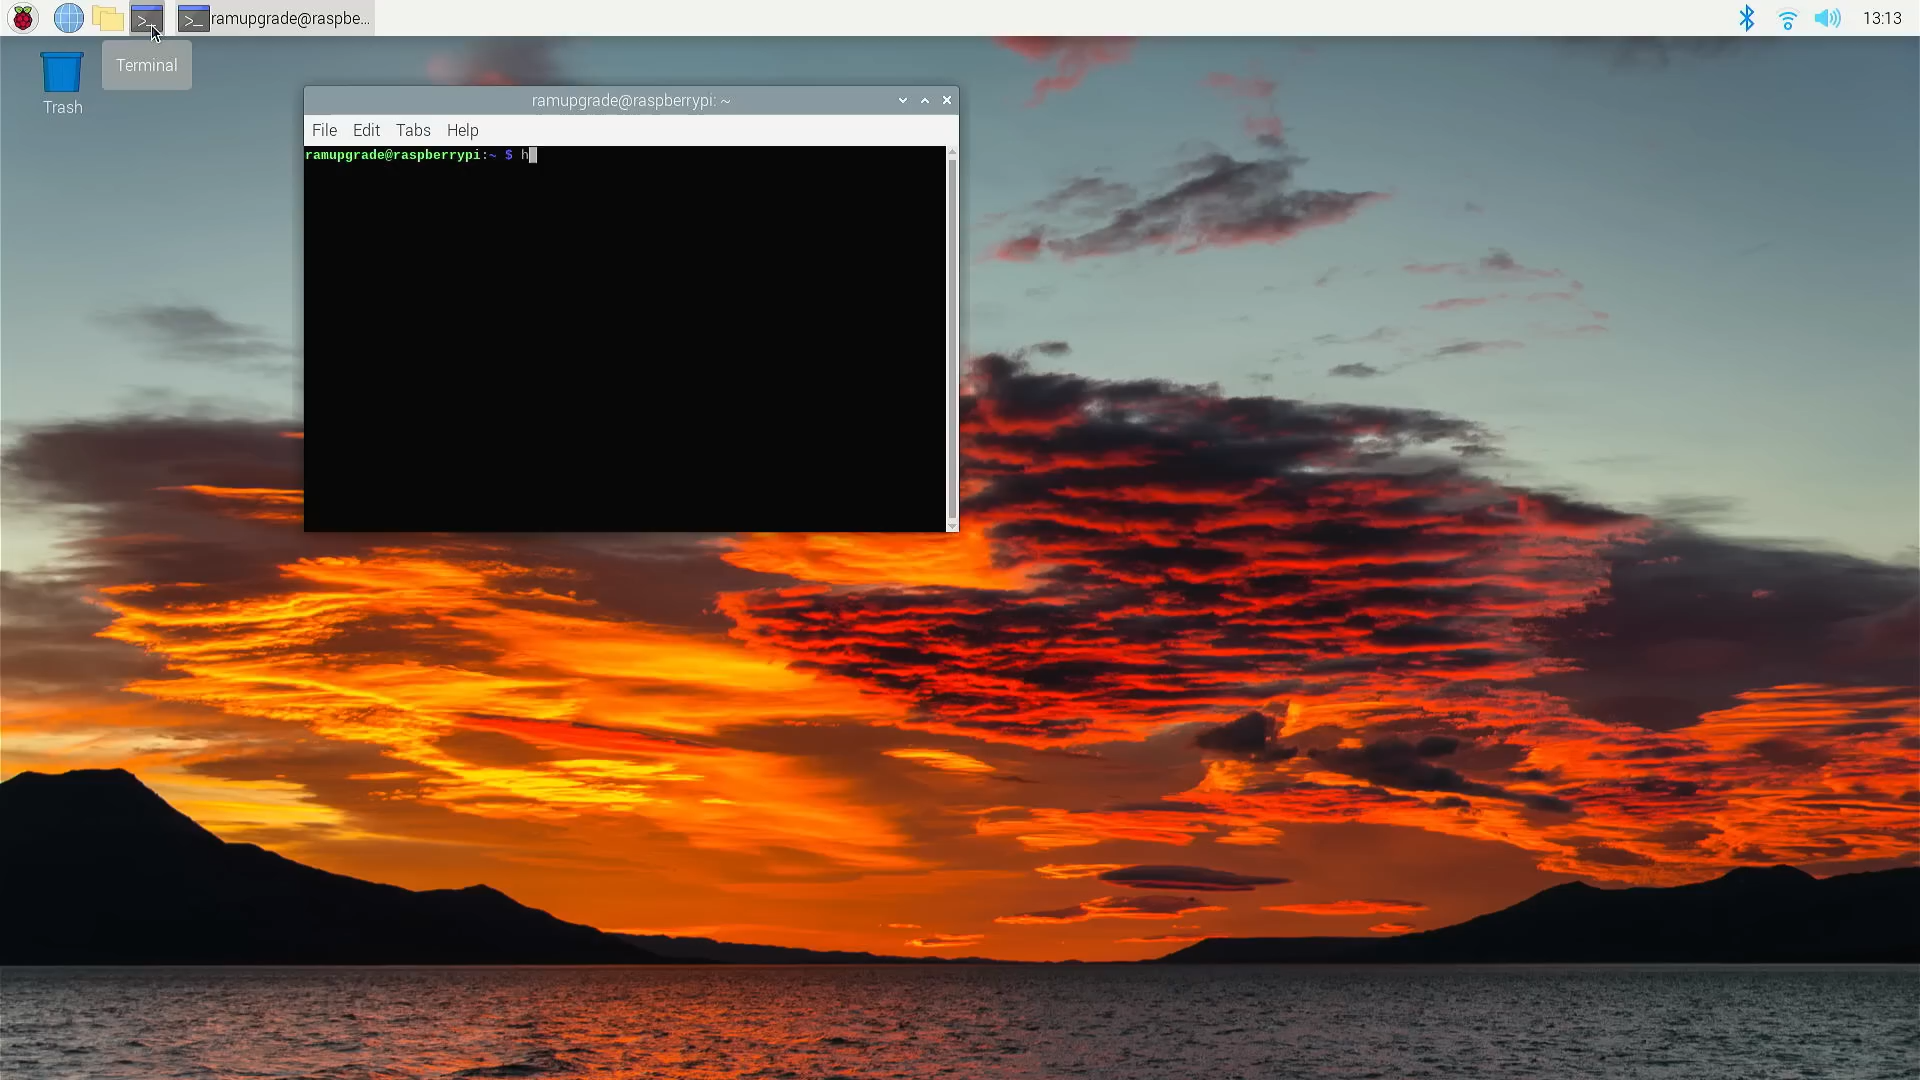 ramupgrade@raspbe... 13:13
Terminal
Trash
ramupgrade@raspberrypi: ~
File Edit Tabs Help
ramupgrade@raspberrypi:~ $ h